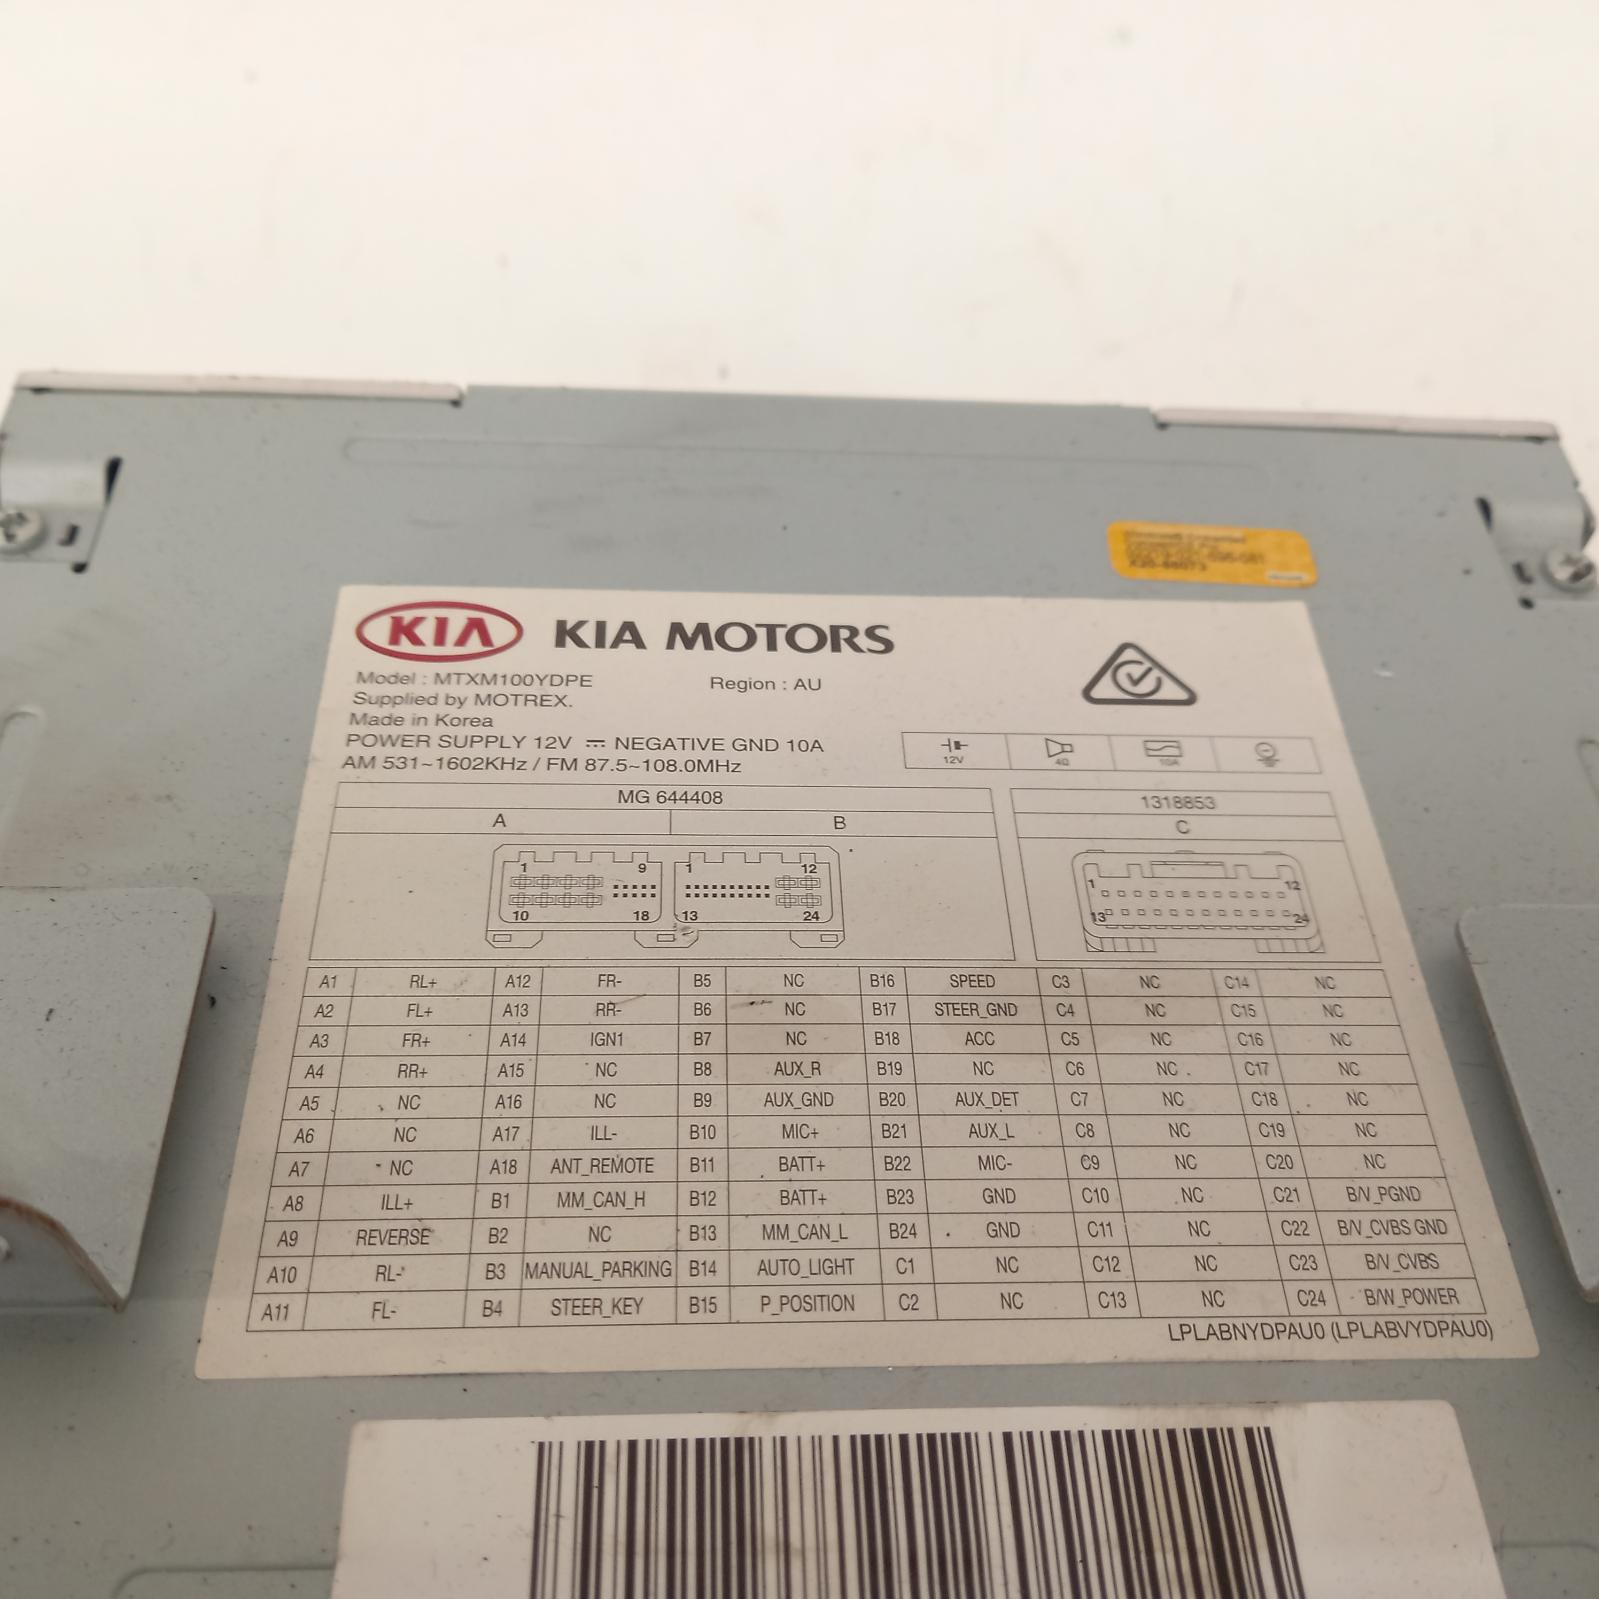 KIA KIA MOTORS
Model : MTXM100YDPE Region : AU
Supplied by MOTREX.
Made in Korea
POWER SUPPLY 12V NEGATIVE GND 10A
AM 531~1602KHz / FM 87.5~108.0MHz
12V 4Ω 10A
MG 644408 1318853
A B C
1 9 1 12 1 12
10 18 13 24 13 24
A1 RL+ A12 FR- B5 NC B16 SPEED C3 NC C14 NC
A2 FL+ A13 RR- B6 NC B17 STEER_GND C4 NC C15 NC
A3 FR+ A14 IGN1 B7 NC B18 ACC C5 NC C16 NC
A4 RR+ A15 NC B8 AUX_R B19 NC C6 NC C17 NC
A5 NC A16 NC B9 AUX_GND B20 AUX_DET C7 NC C18 NC
A6 NC A17 ILL- B10 MIC+ B21 AUX_L C8 NC C19 NC
A7 NC A18 ANT_REMOTE B11 BATT+ B22 MIC- C9 NC C20 NC
A8 ILL+ B1 MM_CAN_H B12 BATT+ B23 GND C10 NC C21 B/V_PGND
A9 REVERSE B2 NC B13 MM_CAN_L B24 GND C11 NC C22 B/V_CVBS GND
A10 RL- B3 MANUAL_PARKING B14 AUTO_LIGHT C1 NC C12 NC C23 B/V_CVBS
A11 FL- B4 STEER_KEY B15 P_POSITION C2 NC C13 NC C24 B/W_POWER
LPLABNYDPAU0 (LPLABVYDPAU0)